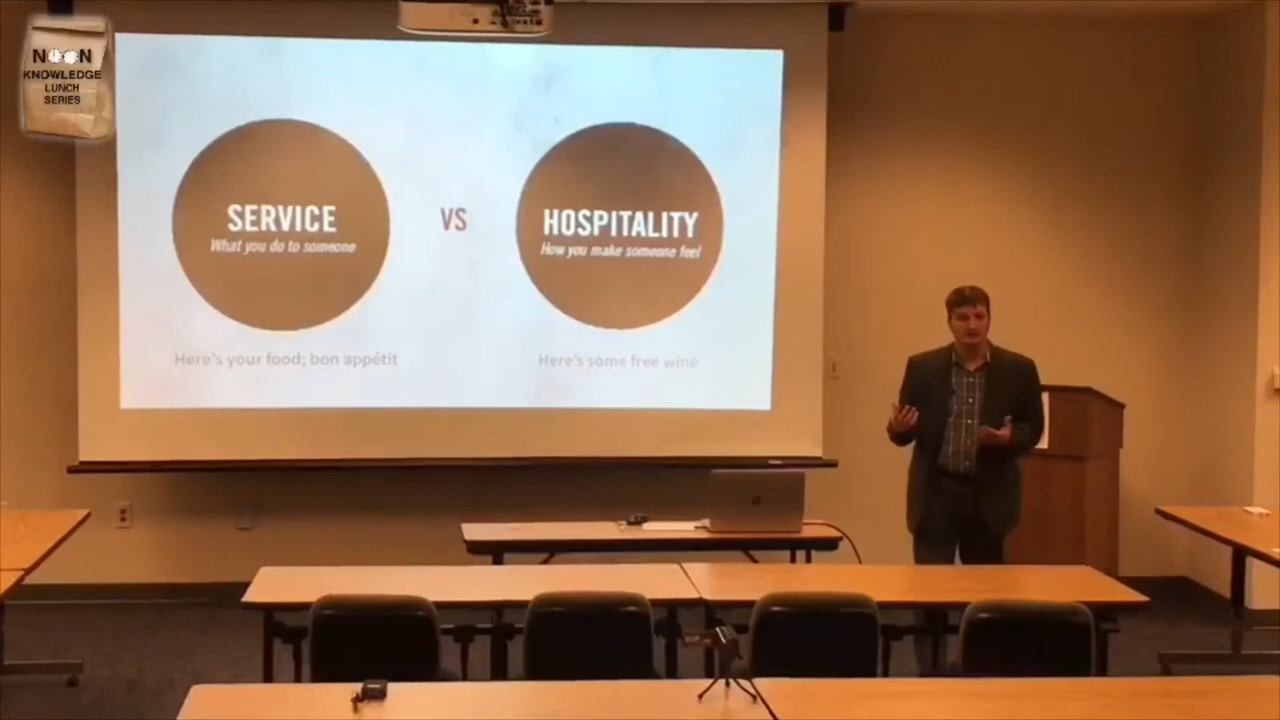 NOON
KNOWLEDGE
LUNCH
SERIES
SERVICE
What you do to someone
VS
HOSPITALITY
How you make someone feel
Here's your food; bon appétit
Here's some free wine